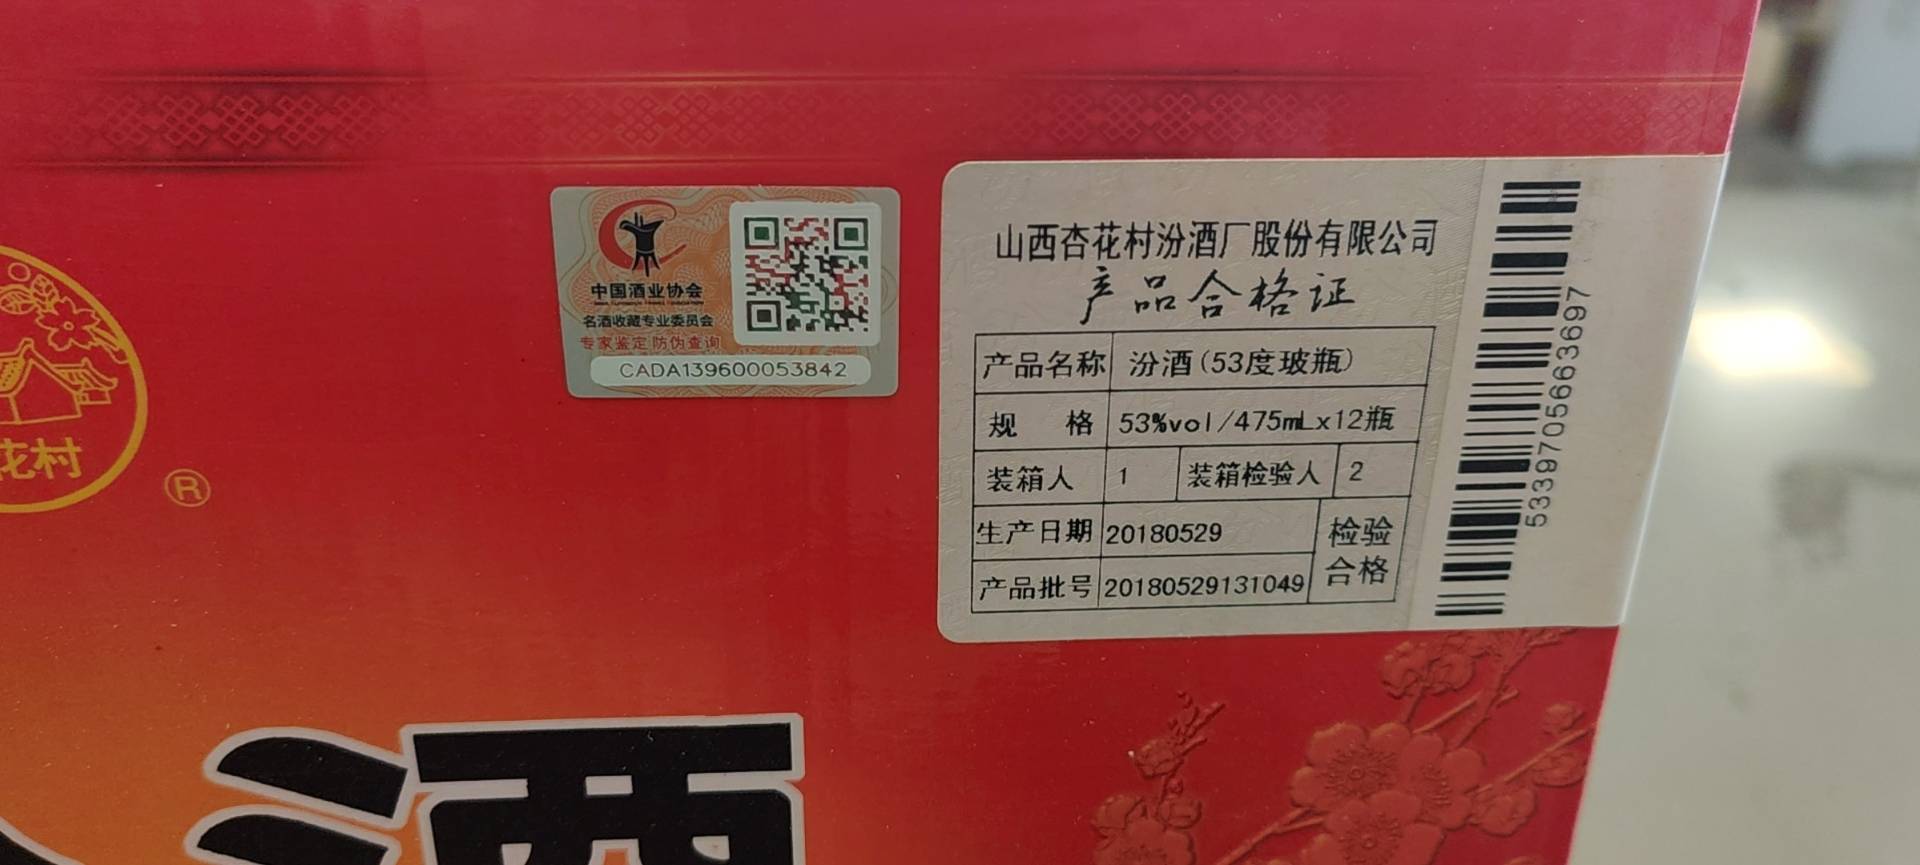 中国酒业协会
名酒收藏专业委员会
专家鉴定 防伪查询
CADA139600053842
山西杏花村汾酒厂股份有限公司
产品合格证
产品名称 汾酒(53度玻瓶)
规 格 53%vol/475mLx12瓶
装箱人 1 装箱检验人 2
生产日期 20180529 检验
产品批号 20180529131049 合格
5339705663697
花村
®
酒